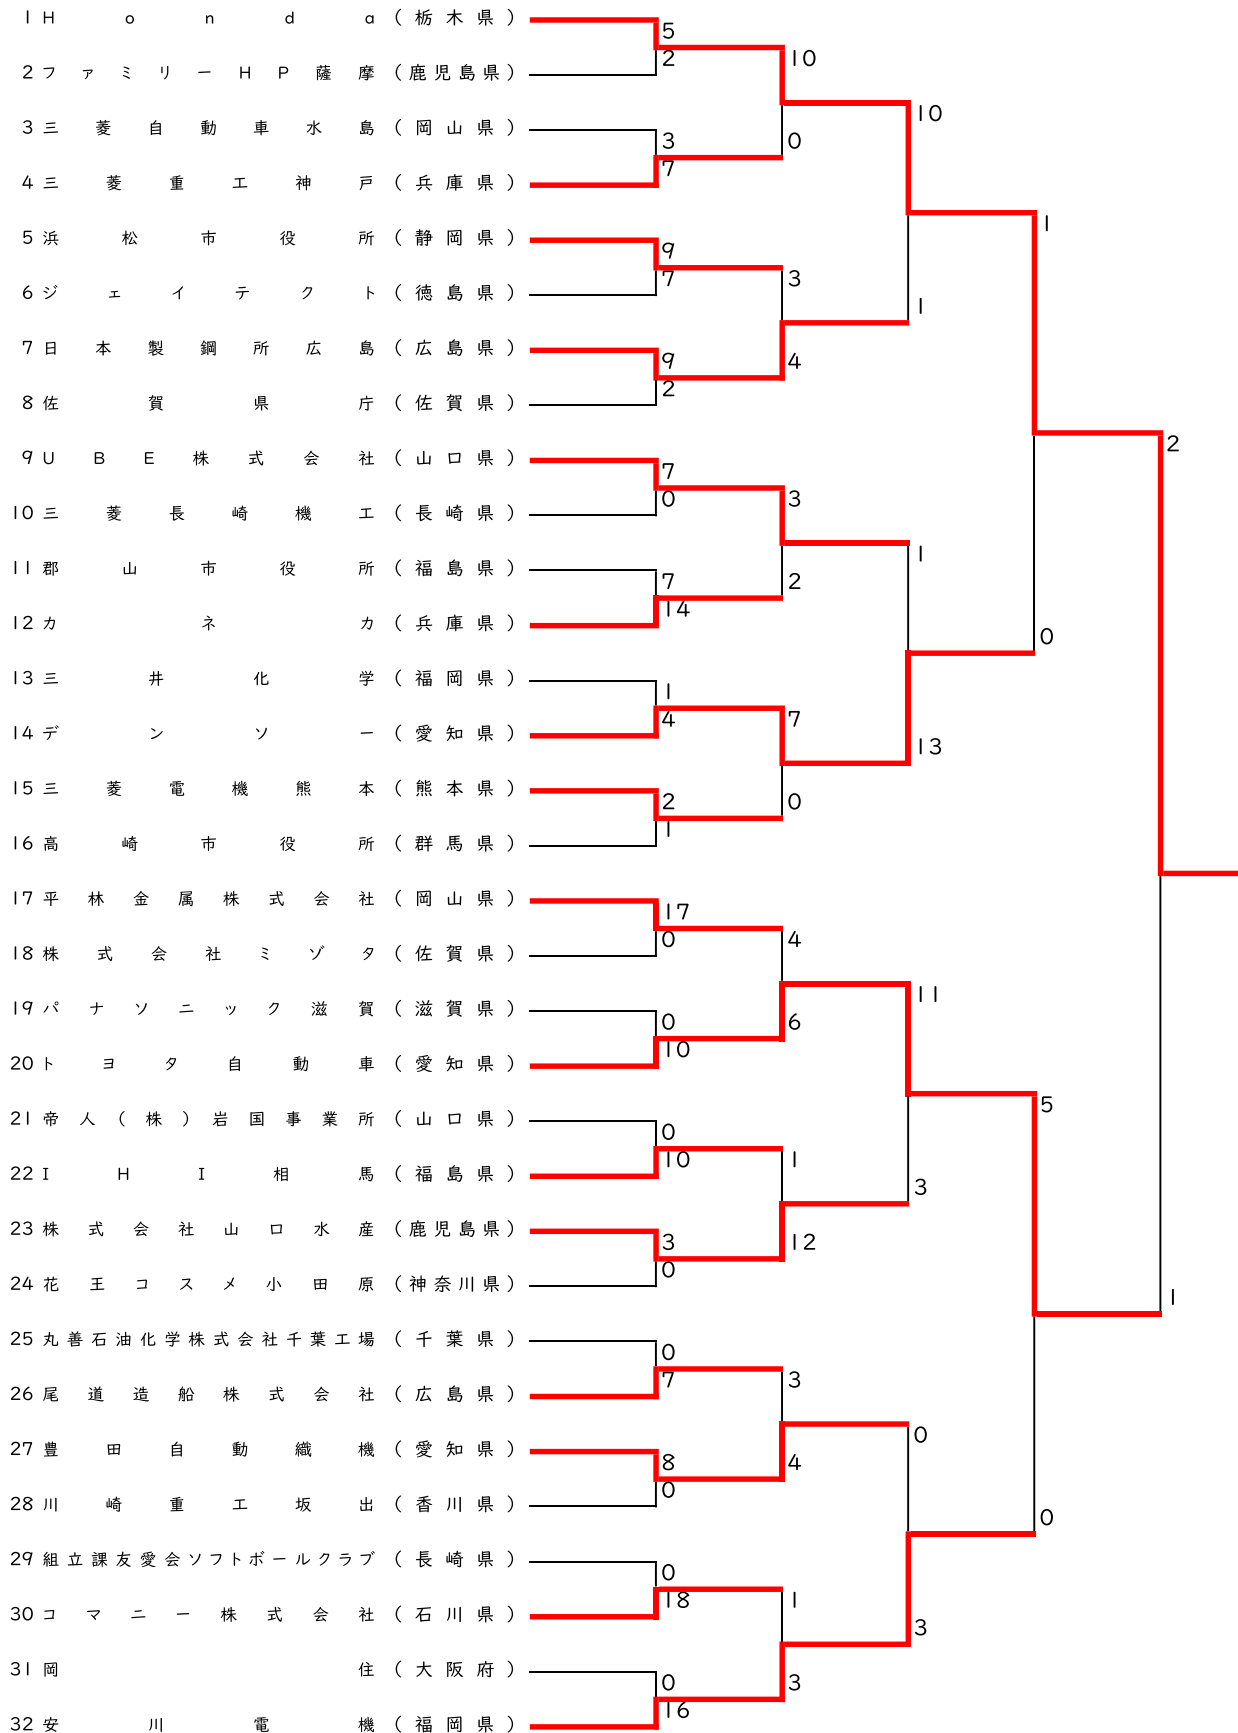 1 Honda (栃木県)
5
2
10
2 ファミリーHP薩摩 (鹿児島県)
10
3 三菱自動車水島 (岡山県)
3
7
0
4 三菱重工神戸 (兵庫県)
1
5 浜松市役所 (静岡県)
9
7
3
6 ジェイテクト (徳島県)
1
7 日本製鋼所広島 (広島県)
9
2
4
8 佐賀県庁 (佐賀県)
2
9 UBE株式会社 (山口県)
7
0
3
10 三菱長崎機工 (長崎県)
1
11 郡山市役所 (福島県)
7
14
2
12 カネカ (兵庫県)
0
13 三井化学 (福岡県)
1
4
7
14 デンソー (愛知県)
13
15 三菱電機熊本 (熊本県)
2
1
0
16 高崎市役所 (群馬県)
17 平林金属株式会社 (岡山県)
17
0
4
18 株式会社ミゾタ (佐賀県)
11
19 パナソニック滋賀 (滋賀県)
0
10
6
20 トヨタ自動車 (愛知県)
5
21 帝人(株)岩国事業所 (山口県)
0
10
1
22 IHI相馬 (福島県)
3
23 株式会社山口水産 (鹿児島県)
3
0
12
24 花王コスメ小田原 (神奈川県)
1
25 丸善石油化学株式会社千葉工場 (千葉県)
0
7
3
26 尾道造船株式会社 (広島県)
0
27 豊田自動織機 (愛知県)
8
0
4
28 川崎重工坂出 (香川県)
0
29 組立課友愛会ソフトボールクラブ (長崎県)
0
18
1
30 コマニー株式会社 (石川県)
3
31 岡住 (大阪府)
0
16
3
32 安川電機 (福岡県)